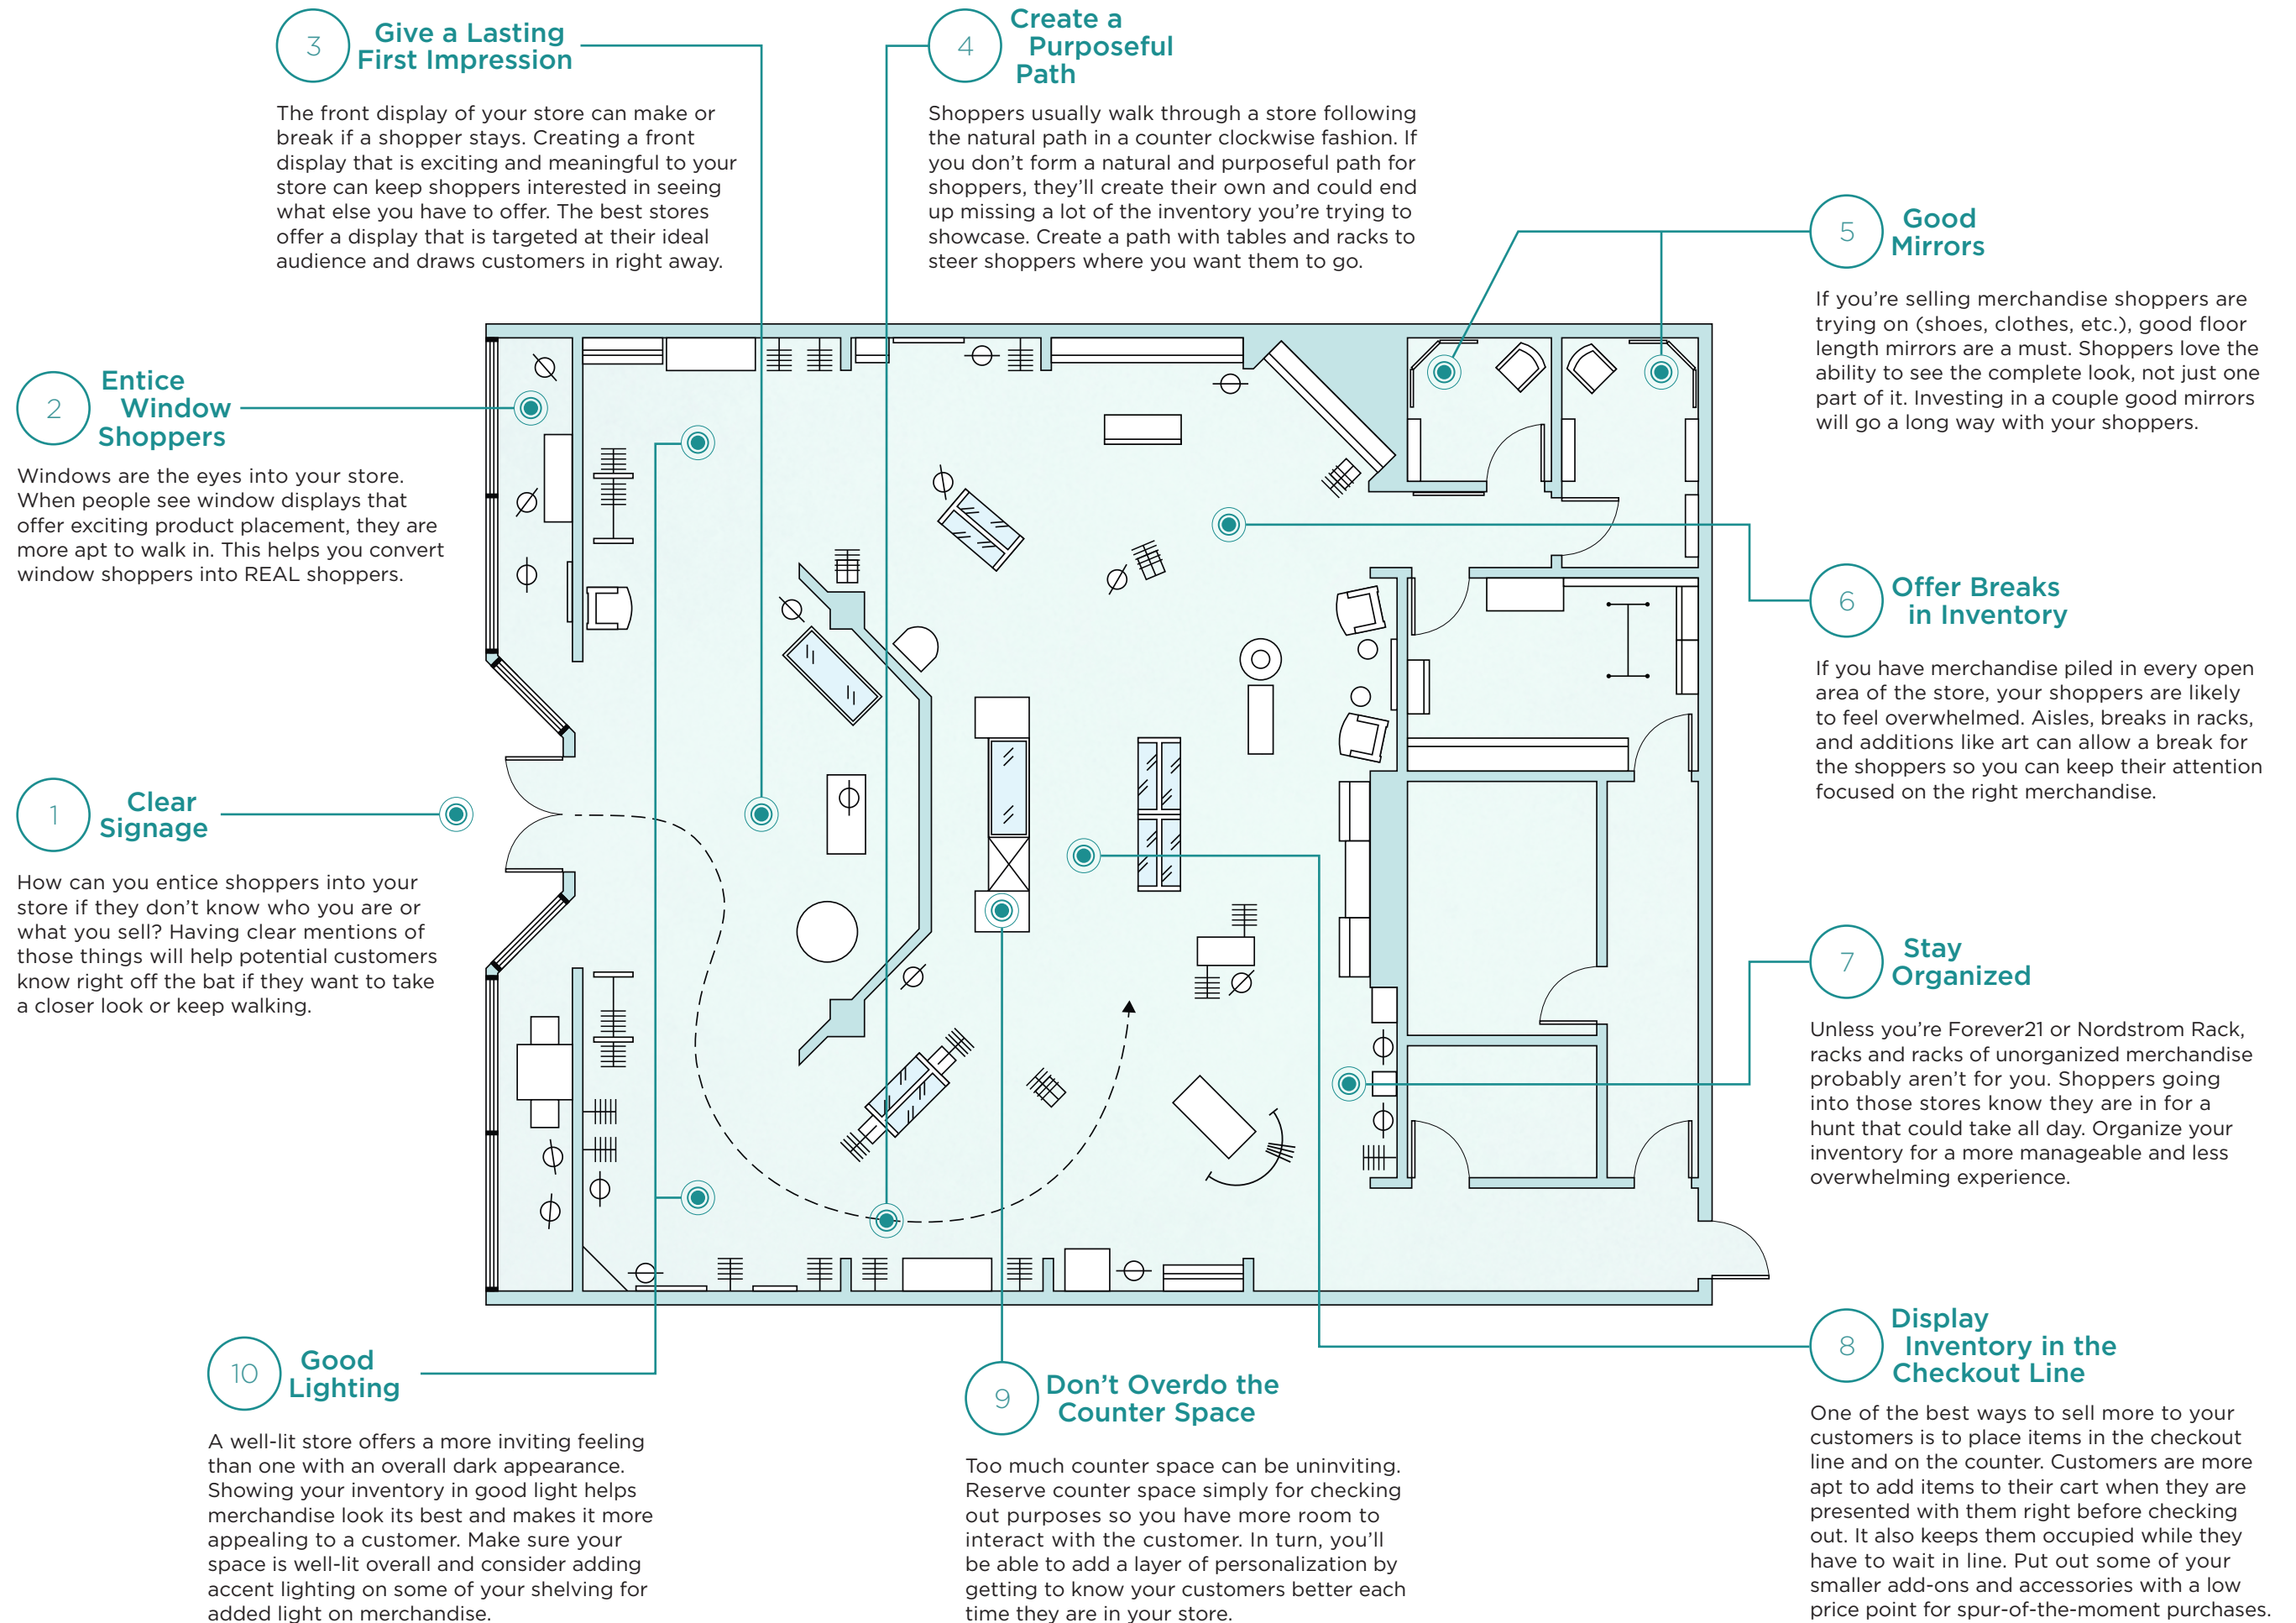 1
Clear
Signage
How can you entice shoppers into your
store if they don't know who you are or
what you sell? Having clear mentions of
those things will help potential customers
know right off the bat if they want to take
a closer look or keep walking.
2
Entice
Window
Shoppers
Windows are the eyes into your store.
When people see window displays that
offer exciting product placement, they are
more apt to walk in. This helps you convert
window shoppers into REAL shoppers.
3
Give a Lasting
First Impression
The front display of your store can make or
break if a shopper stays. Creating a front
display that is exciting and meaningful to your
store can keep shoppers interested in seeing
what else you have to offer. The best stores
offer a display that is targeted at their ideal
audience and draws customers in right away.
4
Create a
Purposeful
Path
Shoppers usually walk through a store following
the natural path in a counter clockwise fashion. If
you don't form a natural and purposeful path for
shoppers, they'll create their own and could end
up missing a lot of the inventory you're trying to
showcase. Create a path with tables and racks to
steer shoppers where you want them to go.
5
Good
Mirrors
If you're selling merchandise shoppers are
trying on (shoes, clothes, etc.), good floor
length mirrors are a must. Shoppers love the
ability to see the complete look, not just one
part of it. Investing in a couple good mirrors
will go a long way with your shoppers.
6
Offer Breaks
in Inventory
If you have merchandise piled in every open
area of the store, your shoppers are likely
to feel overwhelmed. Aisles, breaks in racks,
and additions like art can allow a break for
the shoppers so you can keep their attention
focused on the right merchandise.
7
Stay
Organized
Unless you're Forever21 or Nordstrom Rack,
racks and racks of unorganized merchandise
probably aren't for you. Shoppers going
into those stores know they are in for a
hunt that could take all day. Organize your
inventory for a more manageable and less
overwhelming experience.
8
Display
Inventory in the
Checkout Line
One of the best ways to sell more to your
customers is to place items in the checkout
line and on the counter. Customers are more
apt to add items to their cart when they are
presented with them right before checking
out. It also keeps them occupied while they
have to wait in line. Put out some of your
smaller add-ons and accessories with a low
price point for spur-of-the-moment purchases.
9
Don't Overdo the
Counter Space
Too much counter space can be uninviting.
Reserve counter space simply for checking
out purposes so you have more room to
interact with the customer. In turn, you'll
be able to add a layer of personalization by
getting to know your customers better each
time they are in your store.
10
Good
Lighting
A well-lit store offers a more inviting feeling
than one with an overall dark appearance.
Showing your inventory in good light helps
merchandise look its best and makes it more
appealing to a customer. Make sure your
space is well-lit overall and consider adding
accent lighting on some of your shelving for
added light on merchandise.